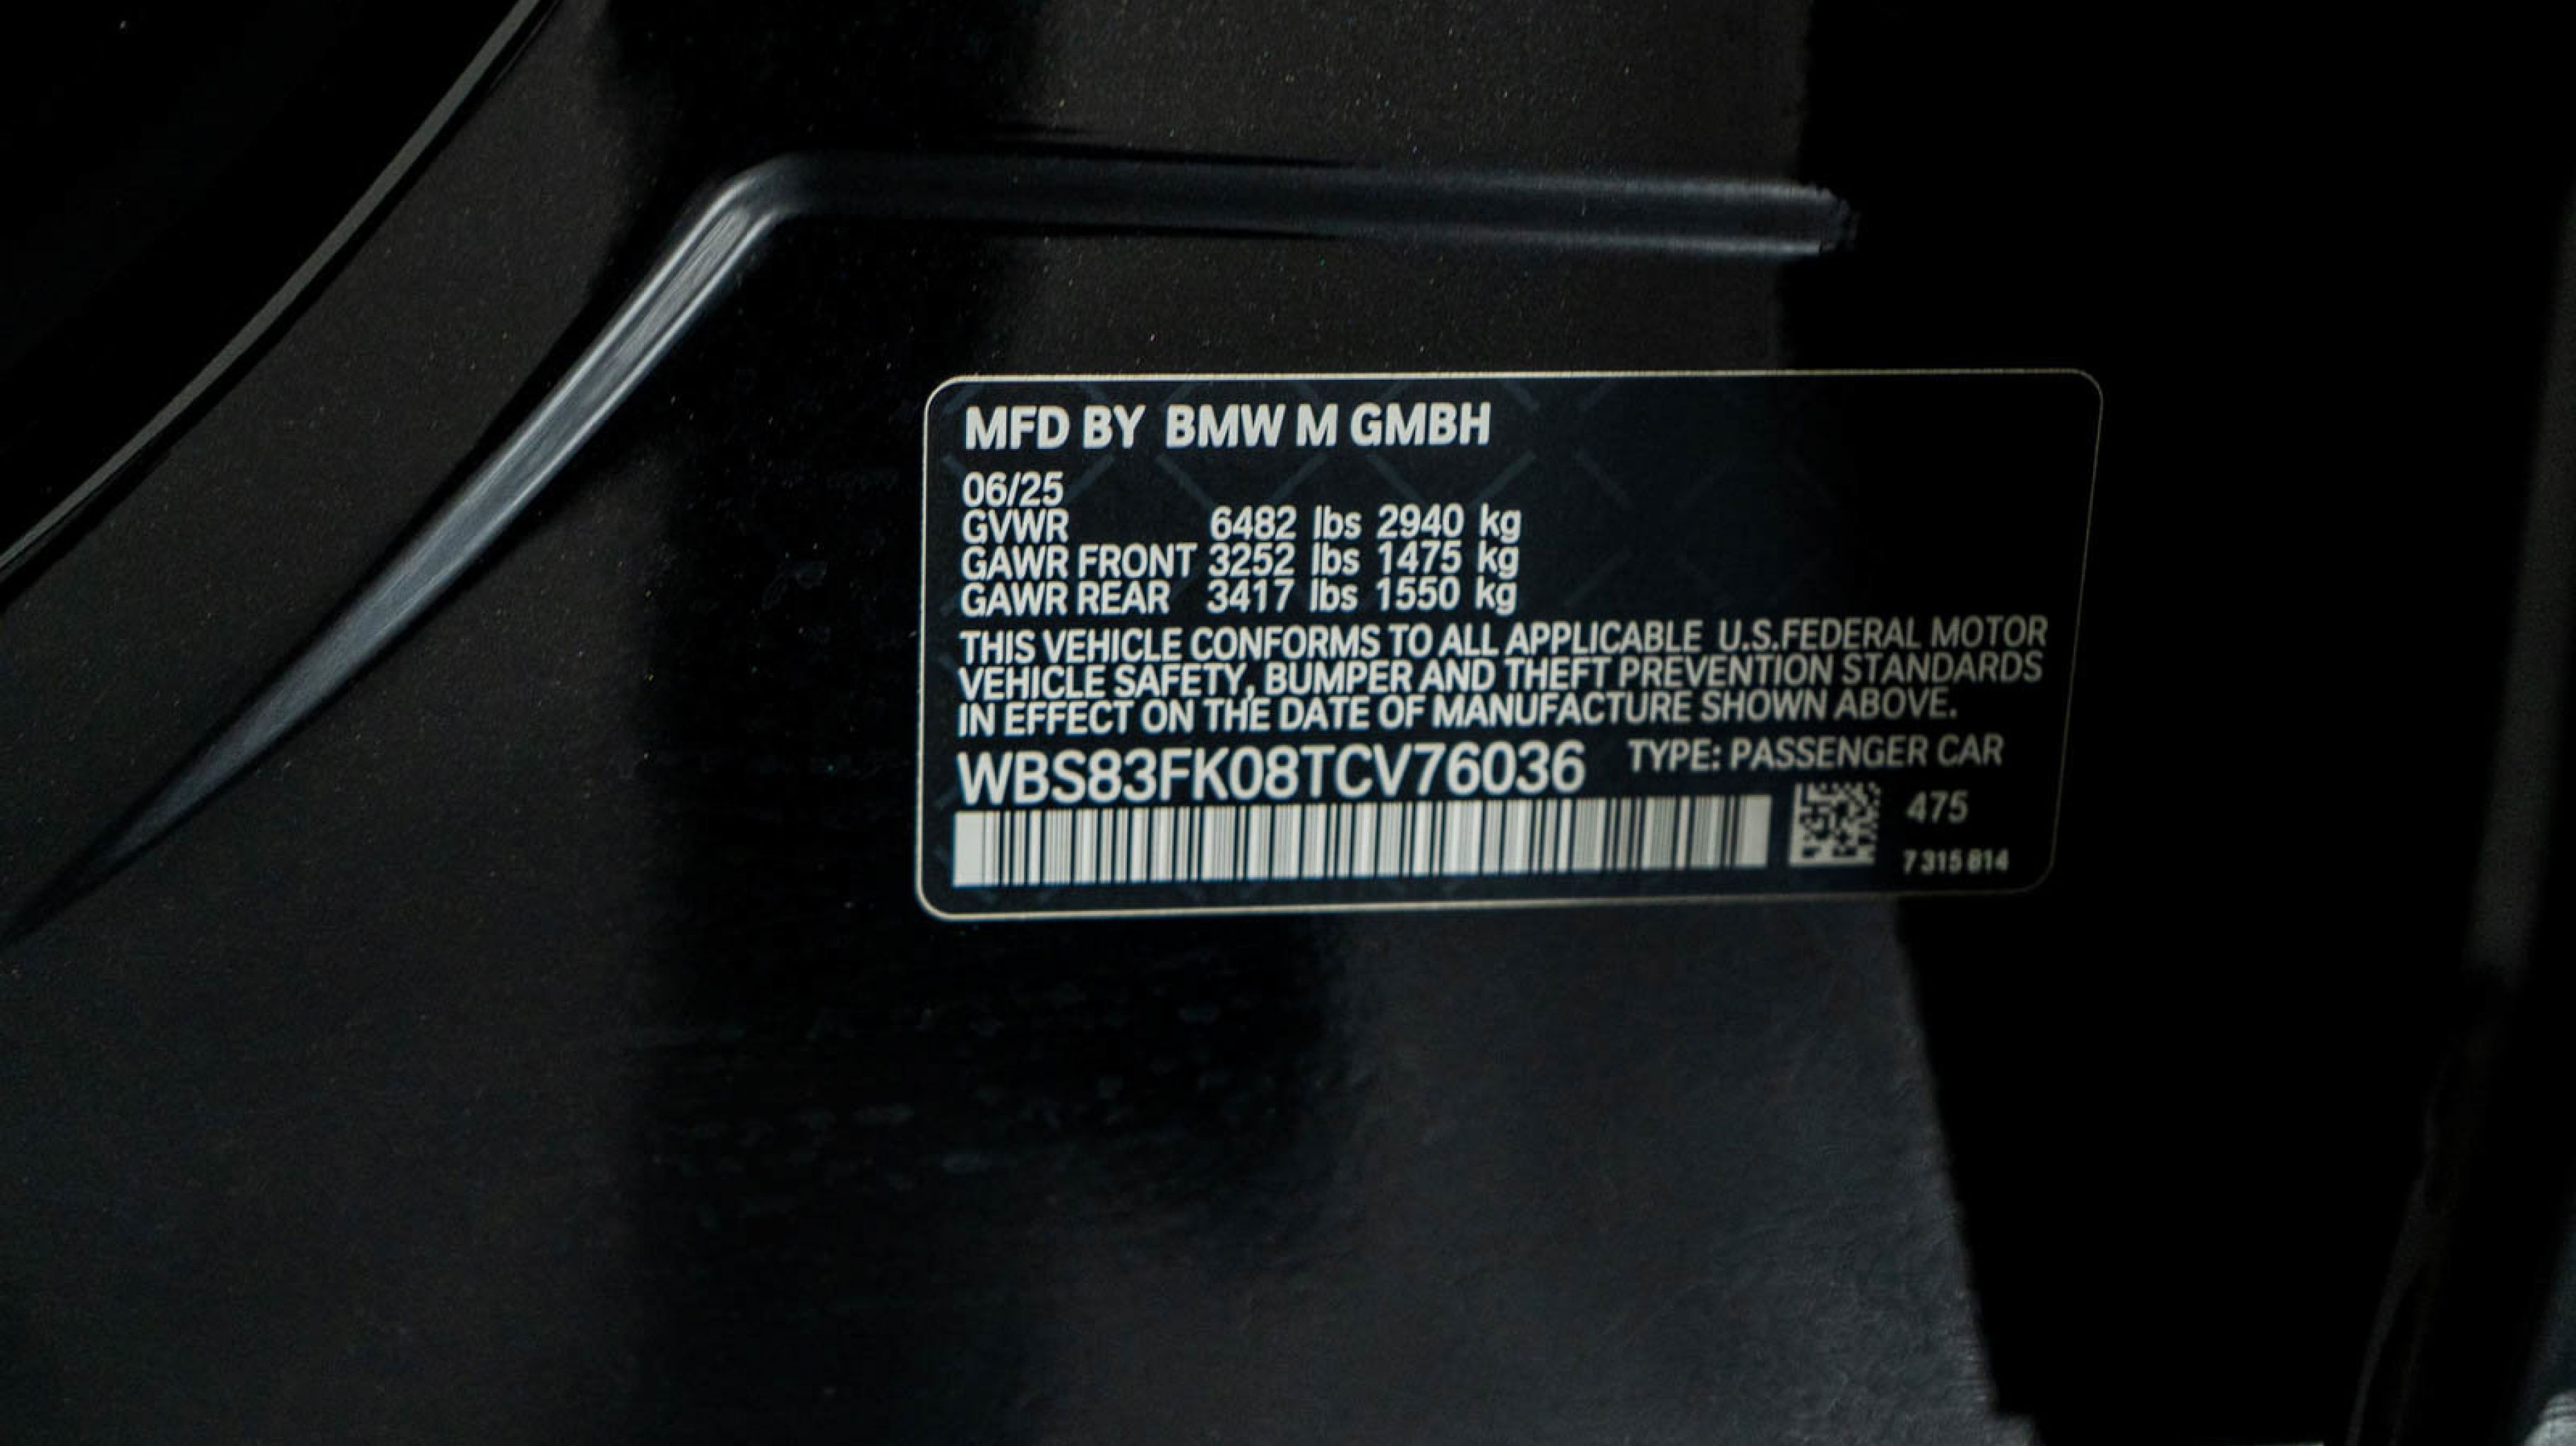 MFD BY BMW M GMBH
06/25
GVWR 6482 lbs 2940 kg
GAWR FRONT 3252 lbs 1475 kg
GAWR REAR 3417 lbs 1550 kg
THIS VEHICLE CONFORMS TO ALL APPLICABLE U.S.FEDERAL MOTOR
VEHICLE SAFETY, BUMPER AND THEFT PREVENTION STANDARDS
IN EFFECT ON THE DATE OF MANUFACTURE SHOWN ABOVE.
WBS83FK08TCV76036 TYPE: PASSENGER CAR
475
7 315 814